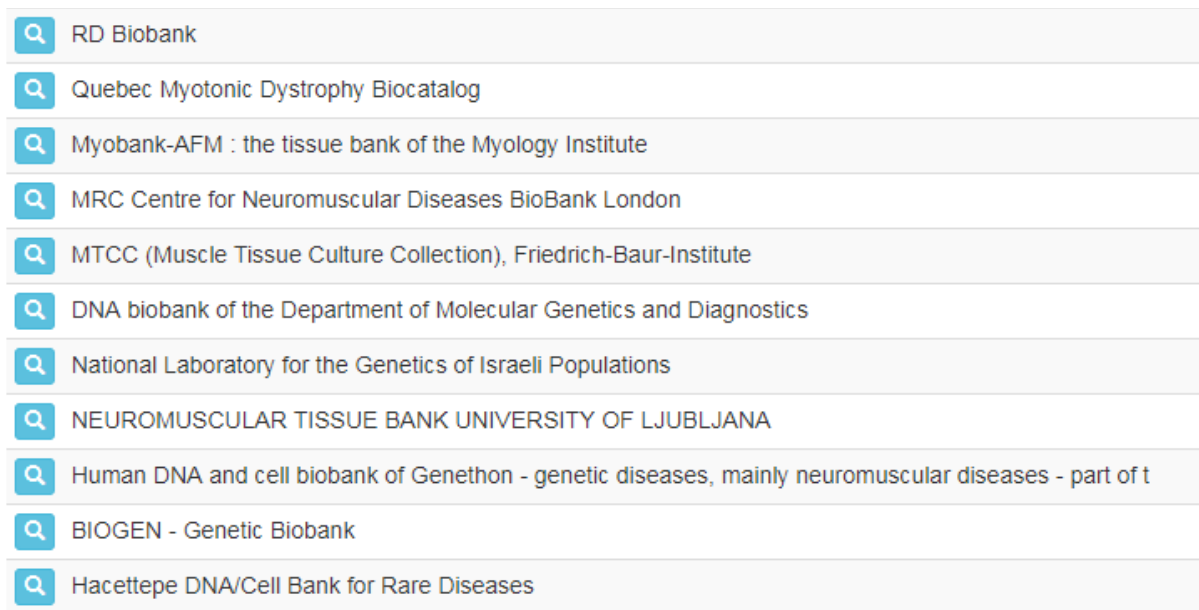 RD Biobank
Quebec Myotonic Dystrophy Biocatalog
Myobank-AFM : the tissue bank of the Myology Institute
MRC Centre for Neuromuscular Diseases BioBank London
MTCC (Muscle Tissue Culture Collection), Friedrich-Baur-Institute
DNA biobank of the Department of Molecular Genetics and Diagnostics
National Laboratory for the Genetics of Israeli Populations
NEUROMUSCULAR TISSUE BANK UNIVERSITY OF LJUBLJANA
Human DNA and cell biobank of Genethon - genetic diseases, mainly neuromuscular diseases - part of t
BIOGEN - Genetic Biobank
Hacettepe DNA/Cell Bank for Rare Diseases